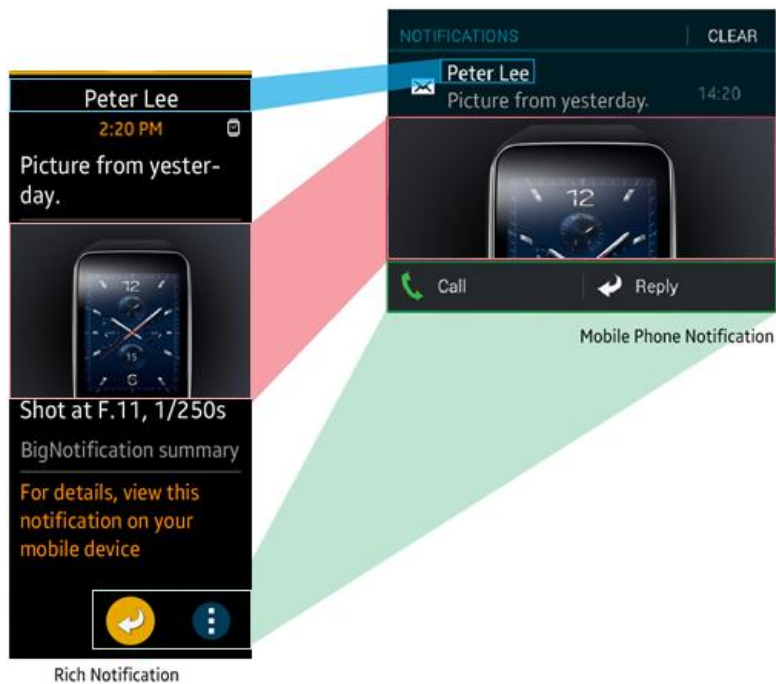 Peter Lee
2:20 PM
Picture from yester-
day.
12
15
6
Shot at F.11, 1/250s
BigNotification summary
For details, view this
notification on your
mobile device
Rich Notification
NOTIFICATIONS
CLEAR
Peter Lee
Picture from yesterday.
14:20
12
Call
Reply
Mobile Phone Notification